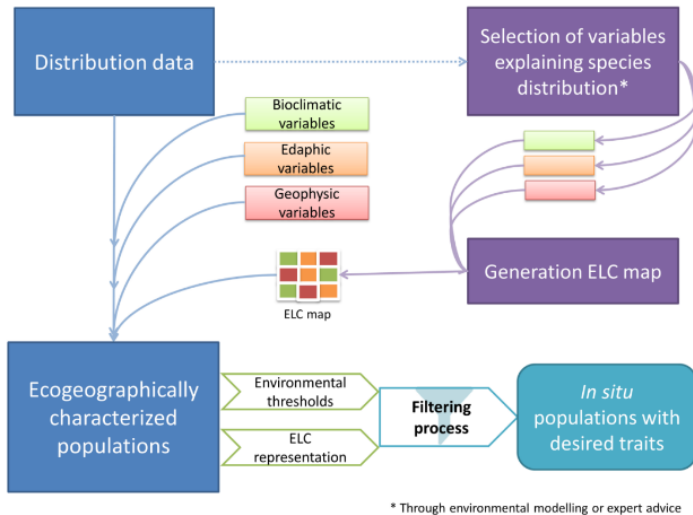 Distribution data
Selection of variables
explaining species
distribution*
Bioclimatic
variables
Edaphic
variables
Geophysic
variables
ELC map
Generation ELC map
Ecogeographically
characterized
populations
Environmental
thresholds
ELC
representation
Filtering
process
In situ
populations with
desired traits
* Through environmental modelling or expert advice